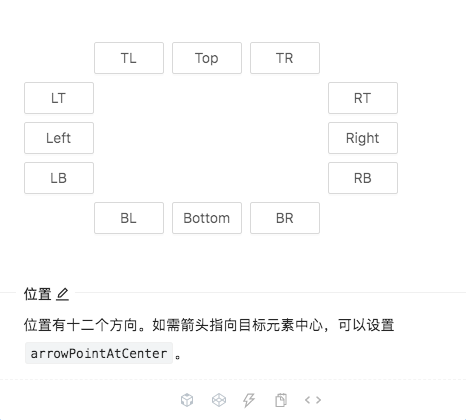 TL Top TR
LT RT
Left Right
LB RB
BL Bottom BR
位置
位置有十二个方向。如需箭头指向目标元素中心，可以设置
arrowPointAtCenter 。